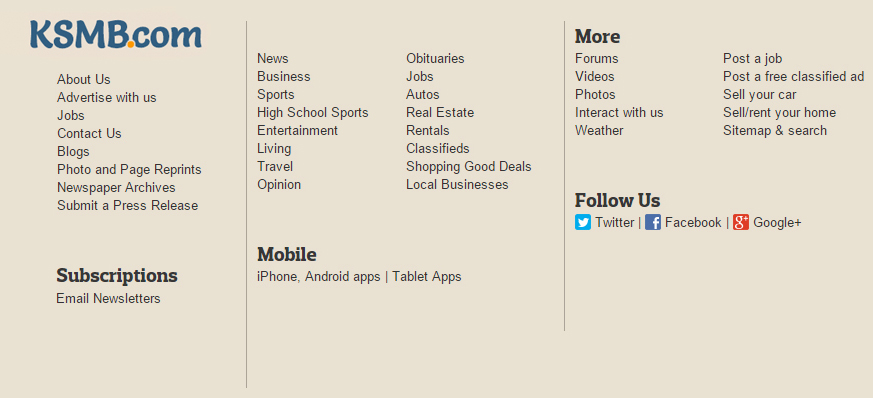 KSMB.com
About Us
Advertise with us
Jobs
Contact Us
Blogs
Photo and Page Reprints
Newspaper Archives
Submit a Press Release
Subscriptions
Email Newsletters
News
Business
Sports
High School Sports
Entertainment
Living
Travel
Opinion
Obituaries
Jobs
Autos
Real Estate
Rentals
Classifieds
Shopping Good Deals
Local Businesses
Mobile
iPhone, Android apps | Tablet Apps
More
Forums
Videos
Photos
Interact with us
Weather
Post a job
Post a free classified ad
Sell your car
Sell/rent your home
Sitemap & search
Follow Us
Twitter | Facebook | Google+